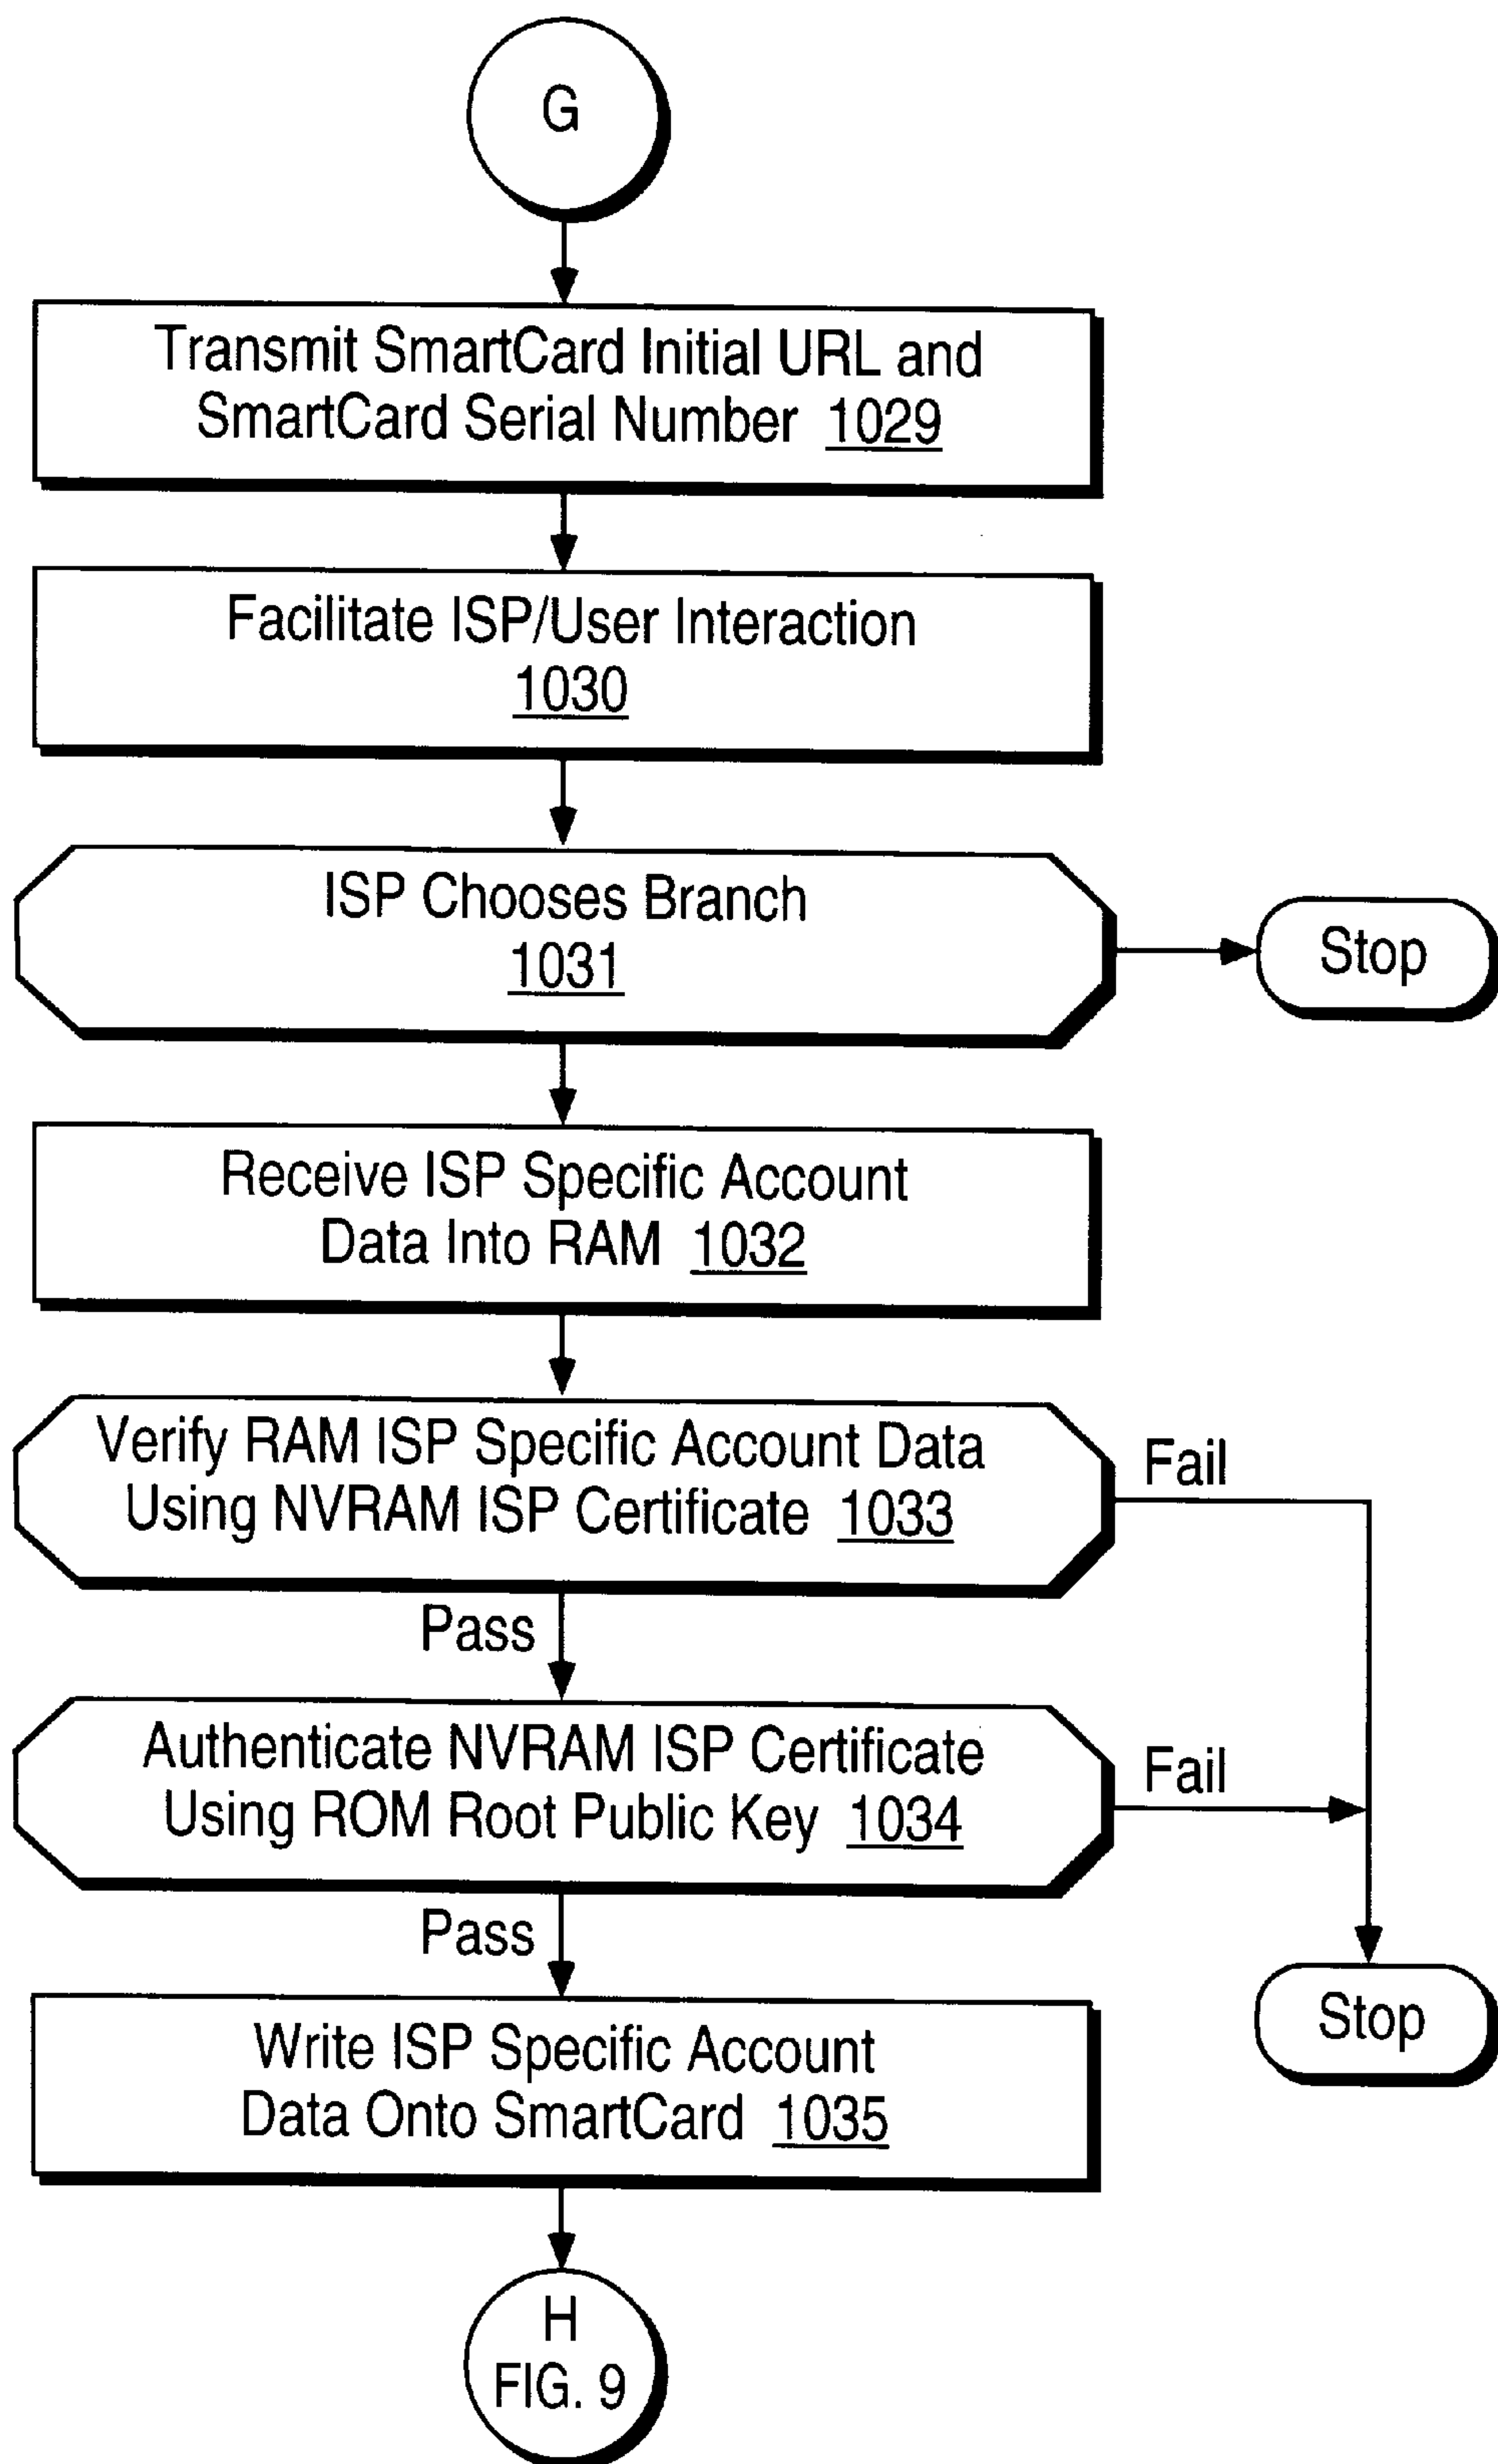 G
Transmit SmartCard Initial URL and
SmartCard Serial Number 1029
Facilitate ISP/User Interaction
1030
ISP Chooses Branch
1031
Stop
Receive ISP Specific Account
Data Into RAM 1032
Verify RAM ISP Specific Account Data
Using NVRAM ISP Certificate 1033
Fail
Pass
Authenticate NVRAM ISP Certificate
Using ROM Root Public Key 1034
Fail
Pass
Stop
Write ISP Specific Account
Data Onto SmartCard 1035
H
FIG. 9